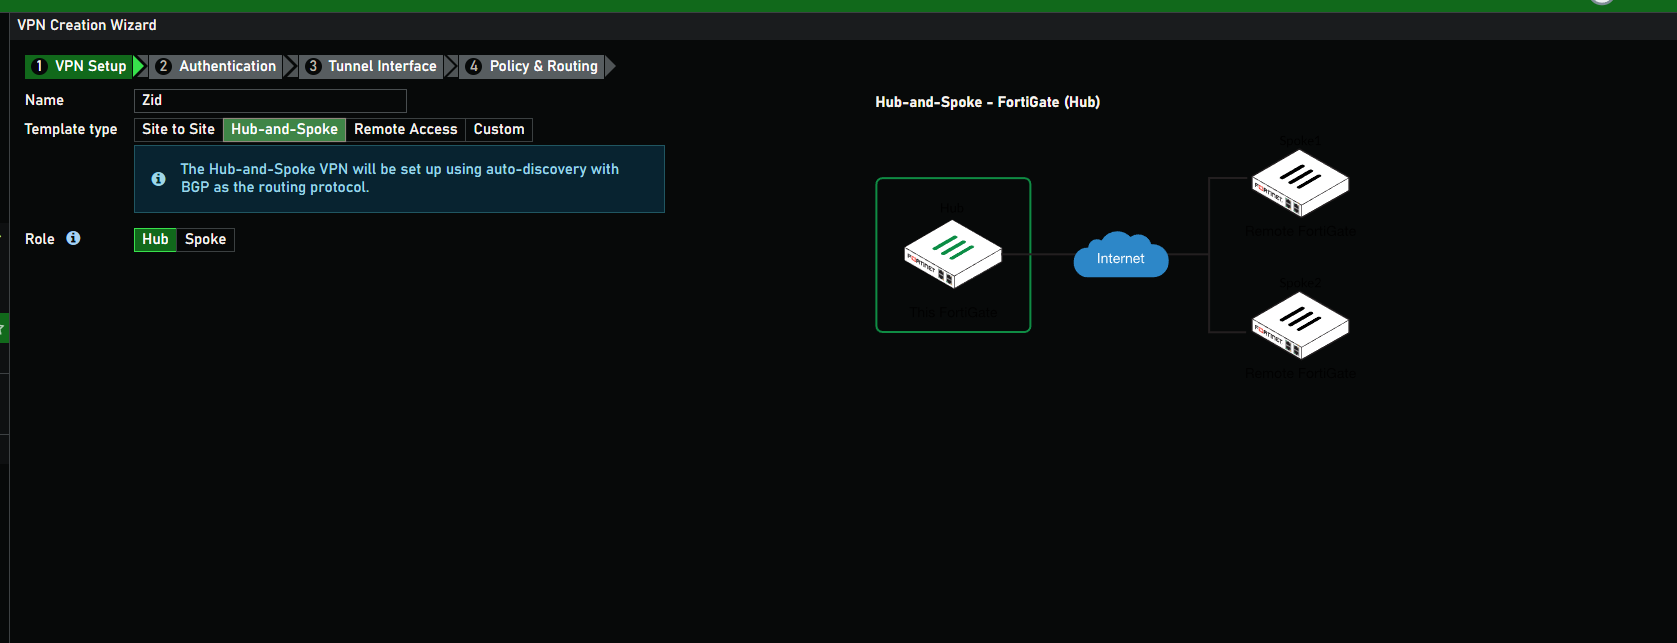 VPN Creation Wizard
1 VPN Setup 2 Authentication 3 Tunnel Interface 4 Policy & Routing
Name Zid
Template type Site to Site Hub-and-Spoke Remote Access Custom
The Hub-and-Spoke VPN will be set up using auto-discovery with
BGP as the routing protocol.
Role Hub Spoke
Hub-and-Spoke - FortiGate (Hub)
Hub
FORTINET
This FortiGate
Internet
Spoke1
FORTINET
Remote FortiGate
Spoke2
FORTINET
Remote FortiGate